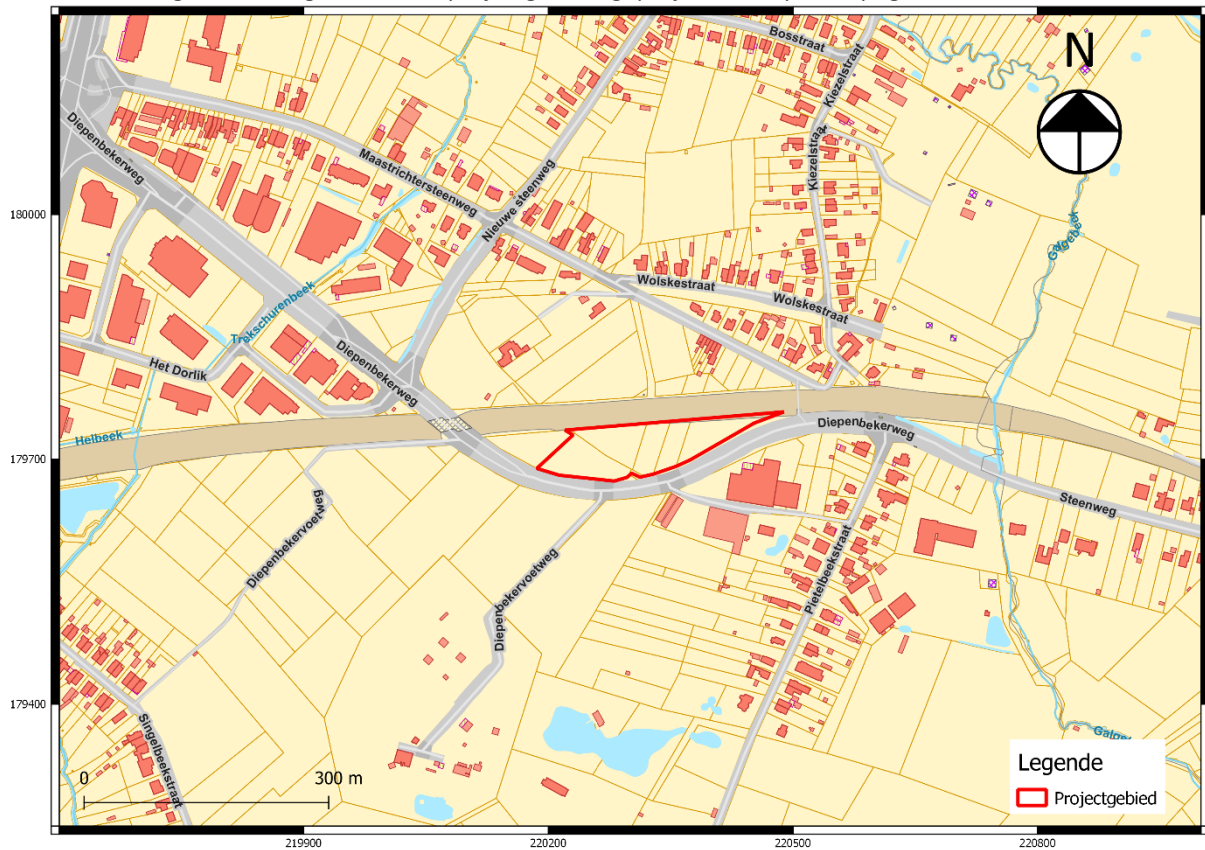 Bosstraat
N
Kiezelstraat
Kiezelstraat
Diepenbekerweg
Maastrichtersteenweg
Nieuwe steenweg
180000
Galgebeek
Wolskestraat
Wolskestraat
Trekschurenbeek
Diepenbekerweg
Het Dorlik
Diepenbekerweg
Helbeek
179700
Steenweg
Diepenbekervoetweg
Diepenbekervoetweg
Pietelbeekstraat
179400
Singelbeekstraat
Galge
Legende
Projectgebied
0 300 m
219900 220200 220500 220800